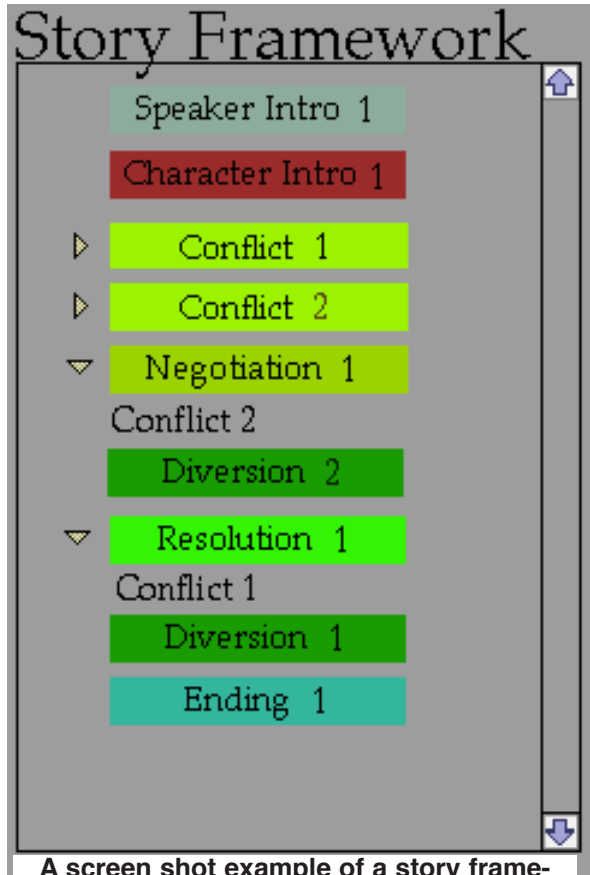 Story Framework
Speaker Intro 1
Character Intro 1
Conflict 1
Conflict 2
Negotiation 1
Conflict 2
Diversion 2
Resolution 1
Conflict 1
Diversion 1
Ending 1
A screen shot example of a story frame-